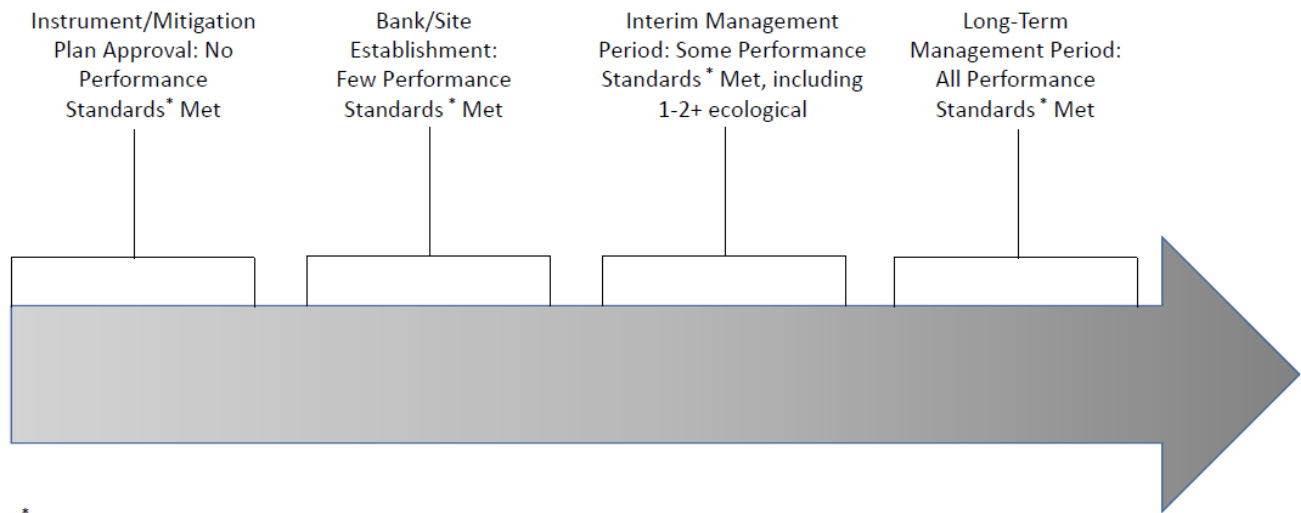 Instrument/Mitigation
Plan Approval: No
Performance
Standards* Met
Bank/Site
Establishment:
Few Performance
Standards * Met
Interim Management
Period: Some Performance
Standards * Met, including
1-2+ ecological
Long-Term
Management Period:
All Performance
Standards * Met
*